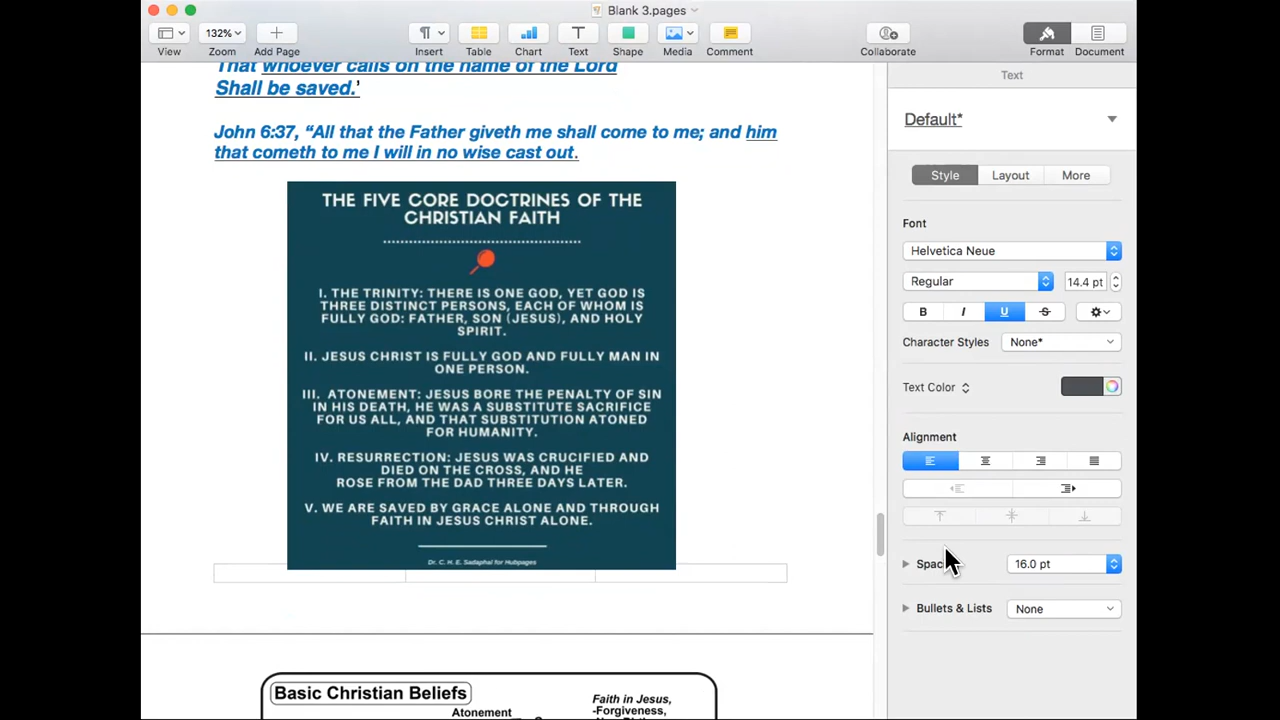 Blank 3.pages
132%
View
Zoom
Add Page
Insert
Table
Chart
Text
Shape
Media
Comment
Collaborate
Format
Document
That whoever calls on the name of the Lord
Shall be saved.’
John 6:37, “All that the Father giveth me shall come to me; and him
that cometh to me I will in no wise cast out.
THE FIVE CORE DOCTRINES OF THE
CHRISTIAN FAITH
I. THE TRINITY: THERE IS ONE GOD, YET GOD IS
THREE DISTINCT PERSONS, EACH OF WHOM IS
FULLY GOD: FATHER, SON (JESUS), AND HOLY
SPIRIT.
II. JESUS CHRIST IS FULLY GOD AND FULLY MAN IN
ONE PERSON.
III. ATONEMENT: JESUS BORE THE PENALTY OF SIN
IN HIS DEATH, HE WAS A SUBSTITUTE SACRIFICE
FOR US ALL, AND THAT SUBSTITUTION ATONED
FOR HUMANITY.
IV. RESURRECTION: JESUS WAS CRUCIFIED AND
DIED ON THE CROSS, AND HE
ROSE FROM THE DAD THREE DAYS LATER.
V. WE ARE SAVED BY GRACE ALONE AND THROUGH
FAITH IN JESUS CHRIST ALONE.
Dr. C. H. E. Sadaphal for Hubpages
Basic Christian Beliefs
Atonement
Faith in Jesus,
-Forgiveness,
Text
Default*
Style
Layout
More
Font
Helvetica Neue
Regular
14.4 pt
B I U S
Character Styles
None*
Text Color
Alignment
Spac
16.0 pt
Bullets & Lists
None